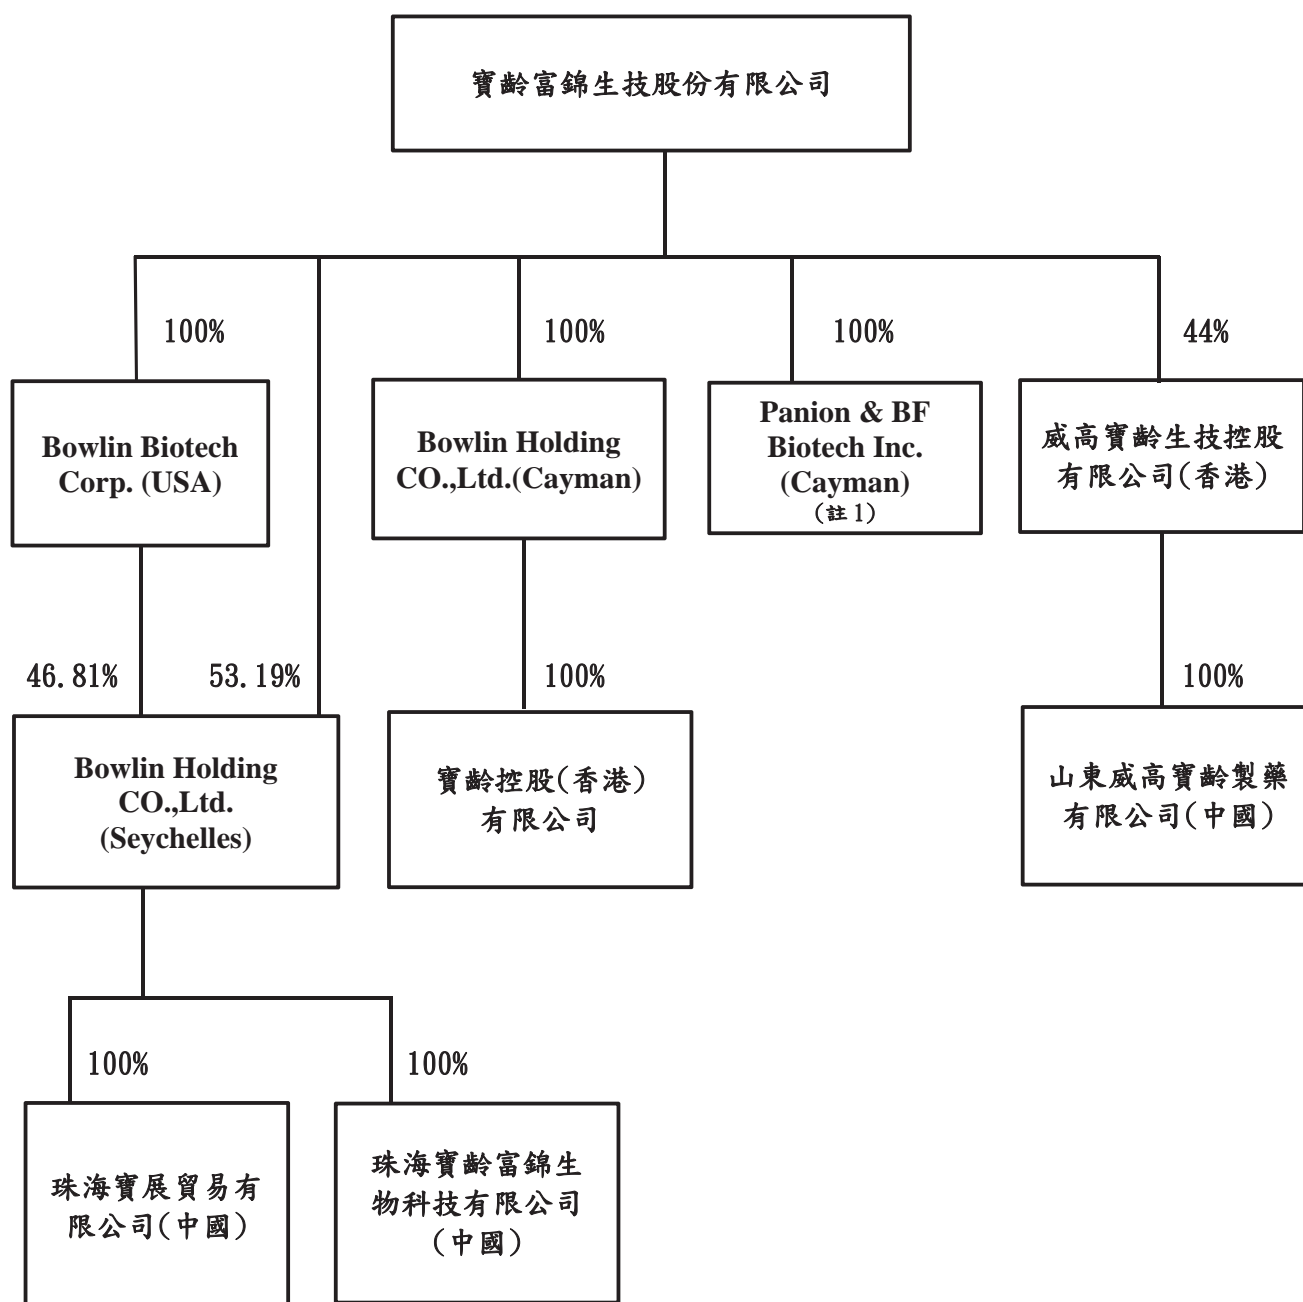 寶齡富錦生技股份有限公司
100%
100%
100%
44%
Bowlin Biotech
Corp. (USA)
Bowlin Holding
CO.,Ltd.(Cayman)
Panion & BF
Biotech Inc.
(Cayman)
(註1)
威高寶齡生技控股
有限公司(香港)
46.81%
53.19%
100%
100%
Bowlin Holding
CO.,Ltd.
(Seychelles)
寶齡控股(香港)
有限公司
山東威高寶齡製藥
有限公司(中國)
100%
100%
珠海寶展貿易有
限公司(中國)
珠海寶齡富錦生
物科技有限公司
(中國)